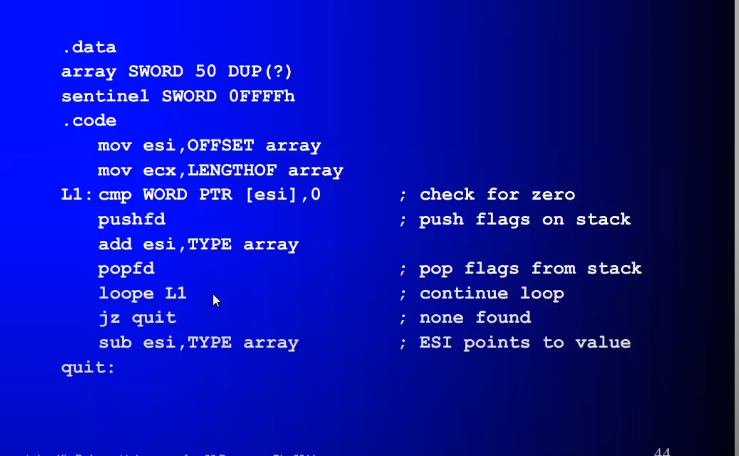 .data
array SWORD 50 DUP(?)
sentinel SWORD 0FFFFh
.code
mov esi,OFFSET array
mov ecx,LENGTHOF array
L1: cmp WORD PTR [esi],0 ; check for zero
pushfd ; push flags on stack
add esi,TYPE array
popfd ; pop flags from stack
loope L1 ; continue loop
jz quit ; none found
sub esi,TYPE array ; ESI points to value
quit:
44